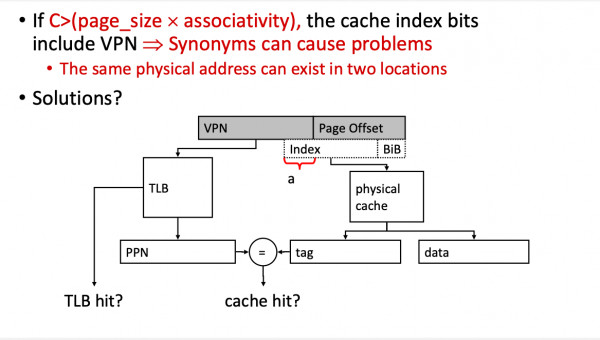 • If C>(page_size × associativity), the cache index bits
include VPN ⇒ Synonyms can cause problems
• The same physical address can exist in two locations
• Solutions?
VPN Page Offset
Index BiB
a
TLB
physical
cache
PPN = tag data
TLB hit? cache hit?